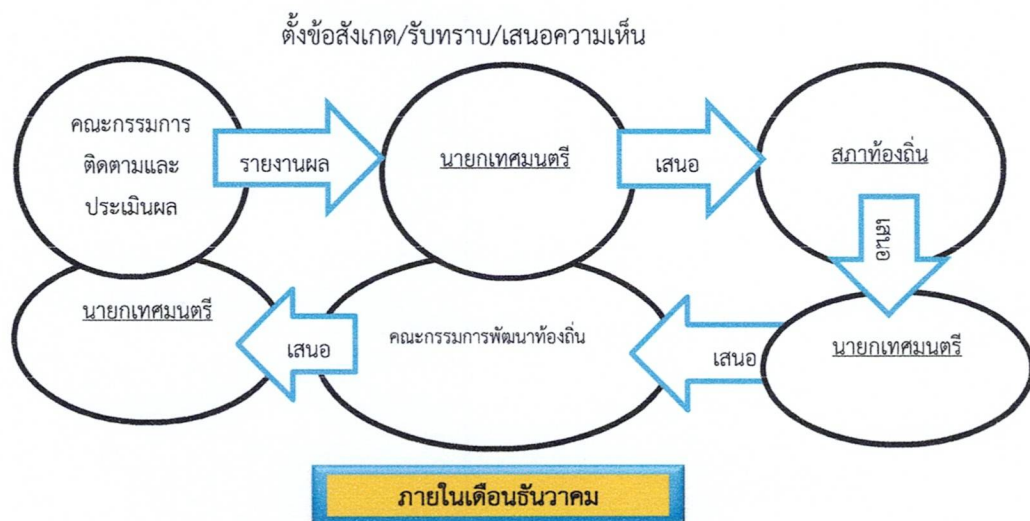 ตั้งข้อสังเกต/รับทราบ/เสนอความเห็น
คณะกรรมการ
ติดตามและ
ประเมินผล
รายงานผล
นายกเทศมนตรี
เสนอ
สภาท้องถิ่น
เสนอ
นายกเทศมนตรี
เสนอ
คณะกรรมการพัฒนาท้องถิ่น
เสนอ
นายกเทศมนตรี
ภายในเดือนธันวาคม